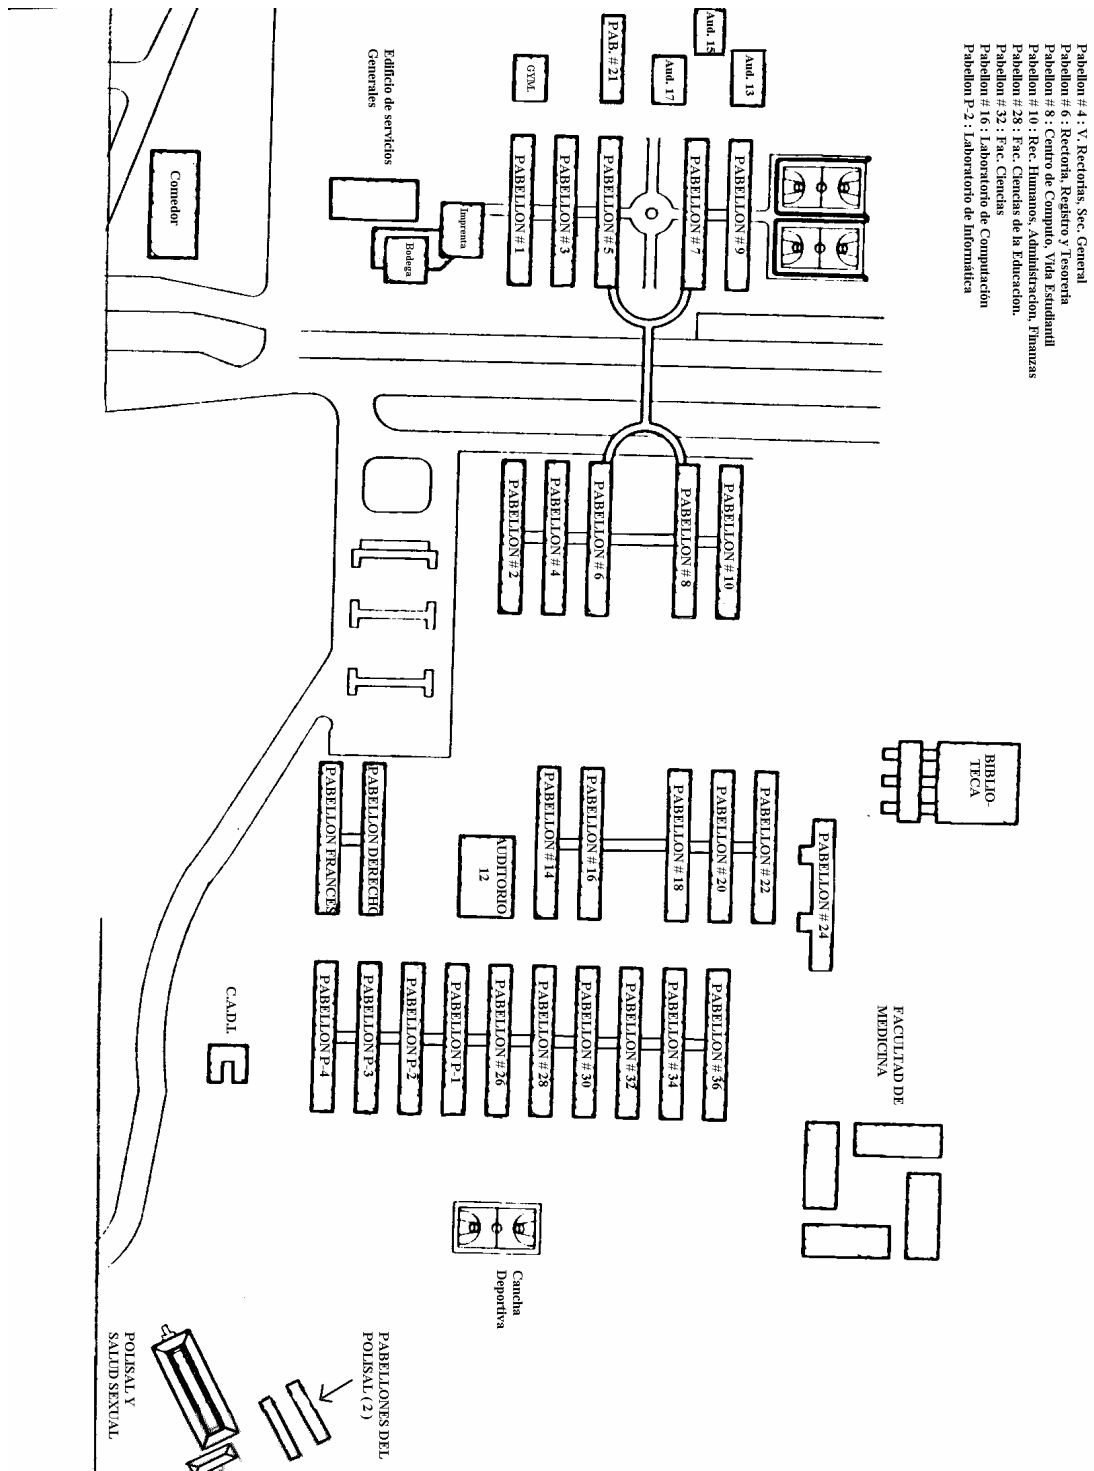 Pabellon # 4 : V. Rectorias, Sec. General
Pabellon # 6 : Rectoria, Registro y Tesoreria
Pabellon # 8 : Centro de Computo, Vida Estudiantil
Pabellon # 10 : Rec. Humanos, Administracion, Finanzas
Pabellon # 28 : Fac. Ciencias de la Educacion.
Pabellon # 32 : Fac. Ciencias
Pabellon # 16 : Laboratorio de Computación
Pabellon P-2 : Laboratorio de Informática
Aud. 15
Aud. 13
Aud. 17
PAB. # 21
GYM.
Edificio de servicios
Generales
Comedor
Imprenta
Bodega
PABELLON # 9
PABELLON # 7
PABELLON # 5
PABELLON # 3
PABELLON # 1
PABELLON # 10
PABELLON # 8
PABELLON # 6
PABELLON # 4
PABELLON # 2
BIBLIO-
TECA
PABELLON # 24
PABELLON # 22
PABELLON # 20
PABELLON # 18
PABELLON # 16
PABELLON # 14
AUDITORIO
12
PABELLON DERECHO
PABELLON FRANCES
PABELLON # 36
PABELLON # 34
PABELLON # 32
PABELLON # 30
PABELLON # 28
PABELLON # 26
PABELLON P-1
PABELLON P-2
PABELLON P-3
PABELLON P-4
C.A.D.I.
FACULTAD DE
MEDICINA
Cancha
Deportiva
PABELLONES DEL
POLISAL ( 2 )
POLISAL Y
SALUD SEXUAL